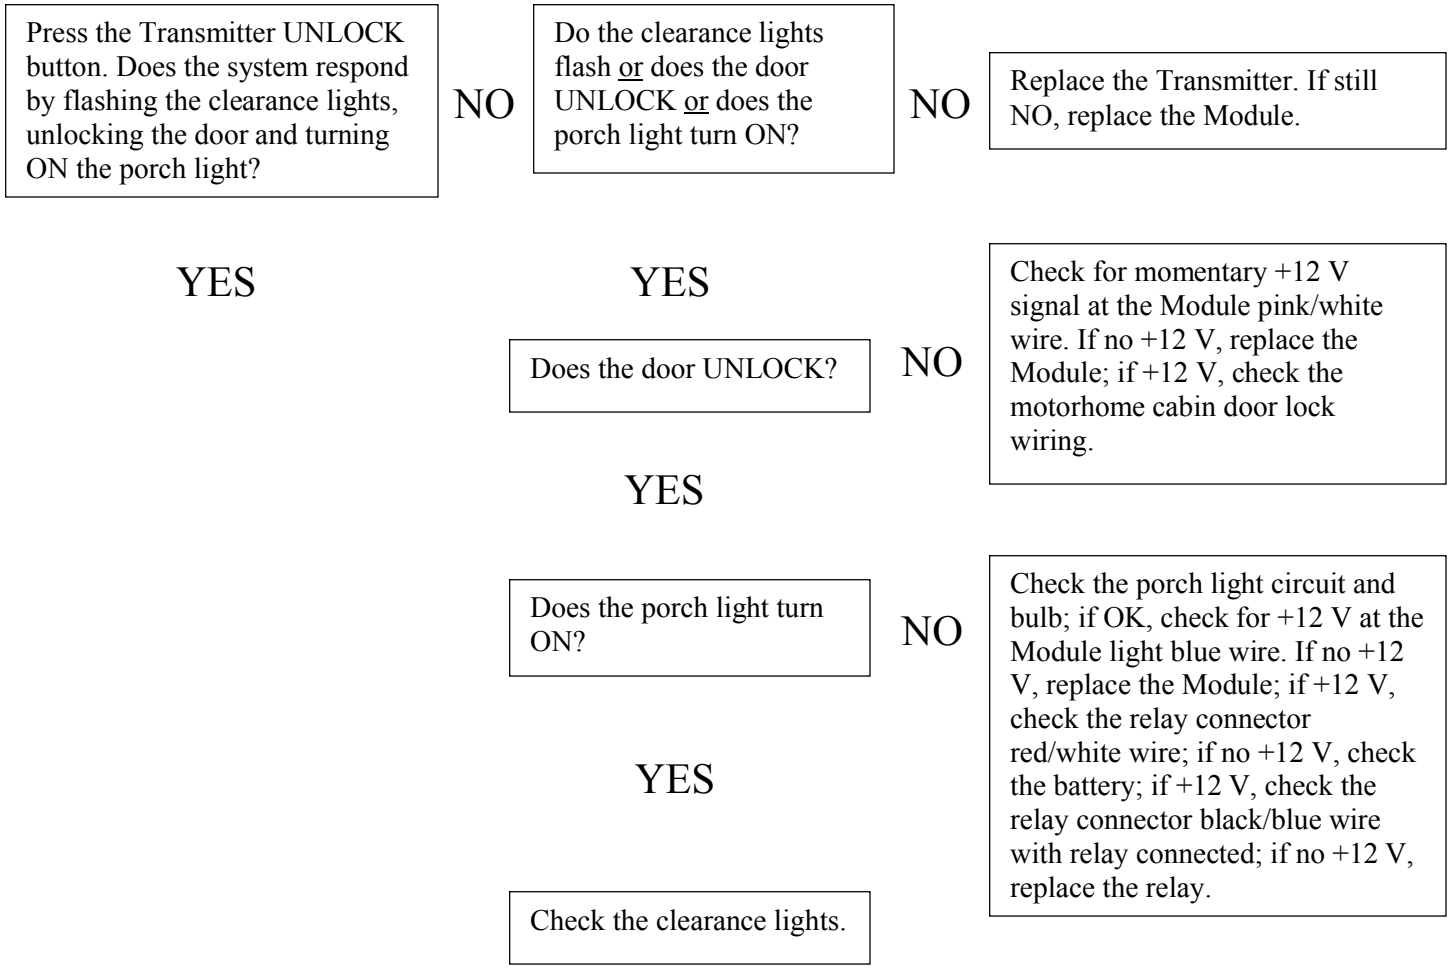 Press the Transmitter UNLOCK
button. Does the system respond
by flashing the clearance lights,
unlocking the door and turning
ON the porch light?
NO
Do the clearance lights
flash or does the door
UNLOCK or does the
porch light turn ON?
NO
Replace the Transmitter. If still
NO, replace the Module.
YES
YES
Does the door UNLOCK?
NO
Check for momentary +12 V
signal at the Module pink/white
wire. If no +12 V, replace the
Module; if +12 V, check the
motorhome cabin door lock
wiring.
YES
Does the porch light turn
ON?
NO
Check the porch light circuit and
bulb; if OK, check for +12 V at the
Module light blue wire. If no +12
V, replace the Module; if +12 V,
check the relay connector
red/white wire; if no +12 V, check
the battery; if +12 V, check the
relay connector black/blue wire
with relay connected; if no +12 V,
replace the relay.
YES
Check the clearance lights.